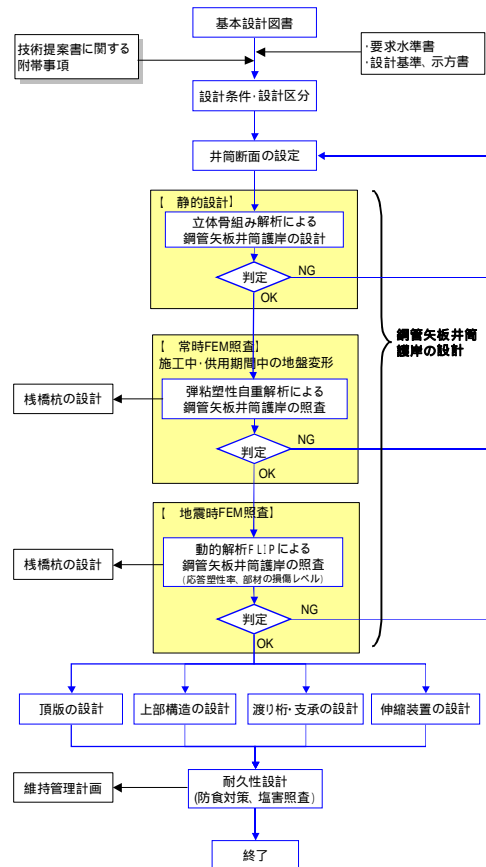 基本設計図書
技術提案書に関する
附帯事項
・要求水準書
・設計基準、示方書
設計条件・設計区分
井筒断面の設定
【 静的設計】
立体骨組み解析による
鋼管矢板井筒護岸の設計
判定
NG
OK
鋼管矢板井筒
護岸の設計
【 常時FEM照査】
施工中・供用期間中の地盤変形
弾粘塑性自重解析による
鋼管矢板井筒護岸の照査
桟橋杭の設計
判定
NG
OK
【 地震時FEM照査】
動的解析FLIPによる
鋼管矢板井筒護岸の照査
(応答塑性率、部材の損傷レベル)
桟橋杭の設計
判定
NG
OK
頂版の設計
上部構造の設計
渡り桁・支承の設計
伸縮装置の設計
維持管理計画
耐久性設計
(防食対策、塩害照査)
終了